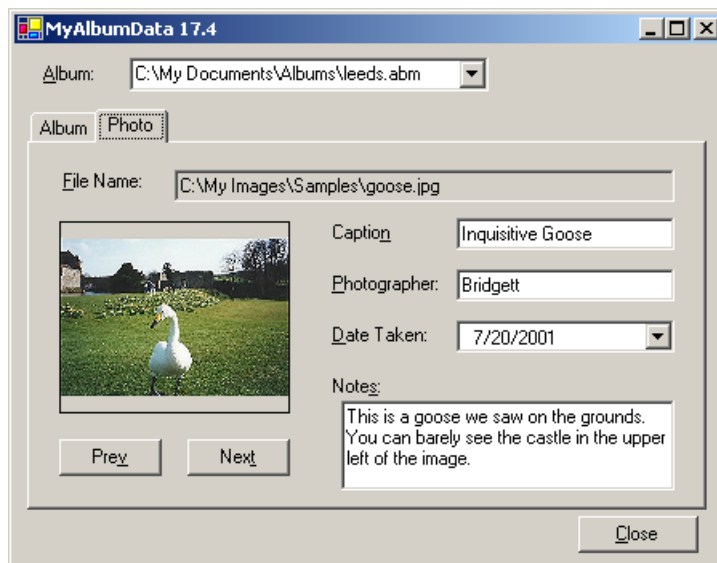 MyAlbumData 17.4
Album: C:\My Documents\Albums\leeds.abm
Album Photo
File Name: C:\My Images\Samples\goose.jpg
Caption Inquisitive Goose
Photographer: Bridgett
Date Taken: 7/20/2001
Notes:
This is a goose we saw on the grounds.
You can barely see the castle in the upper
left of the image.
Prev Next
Close